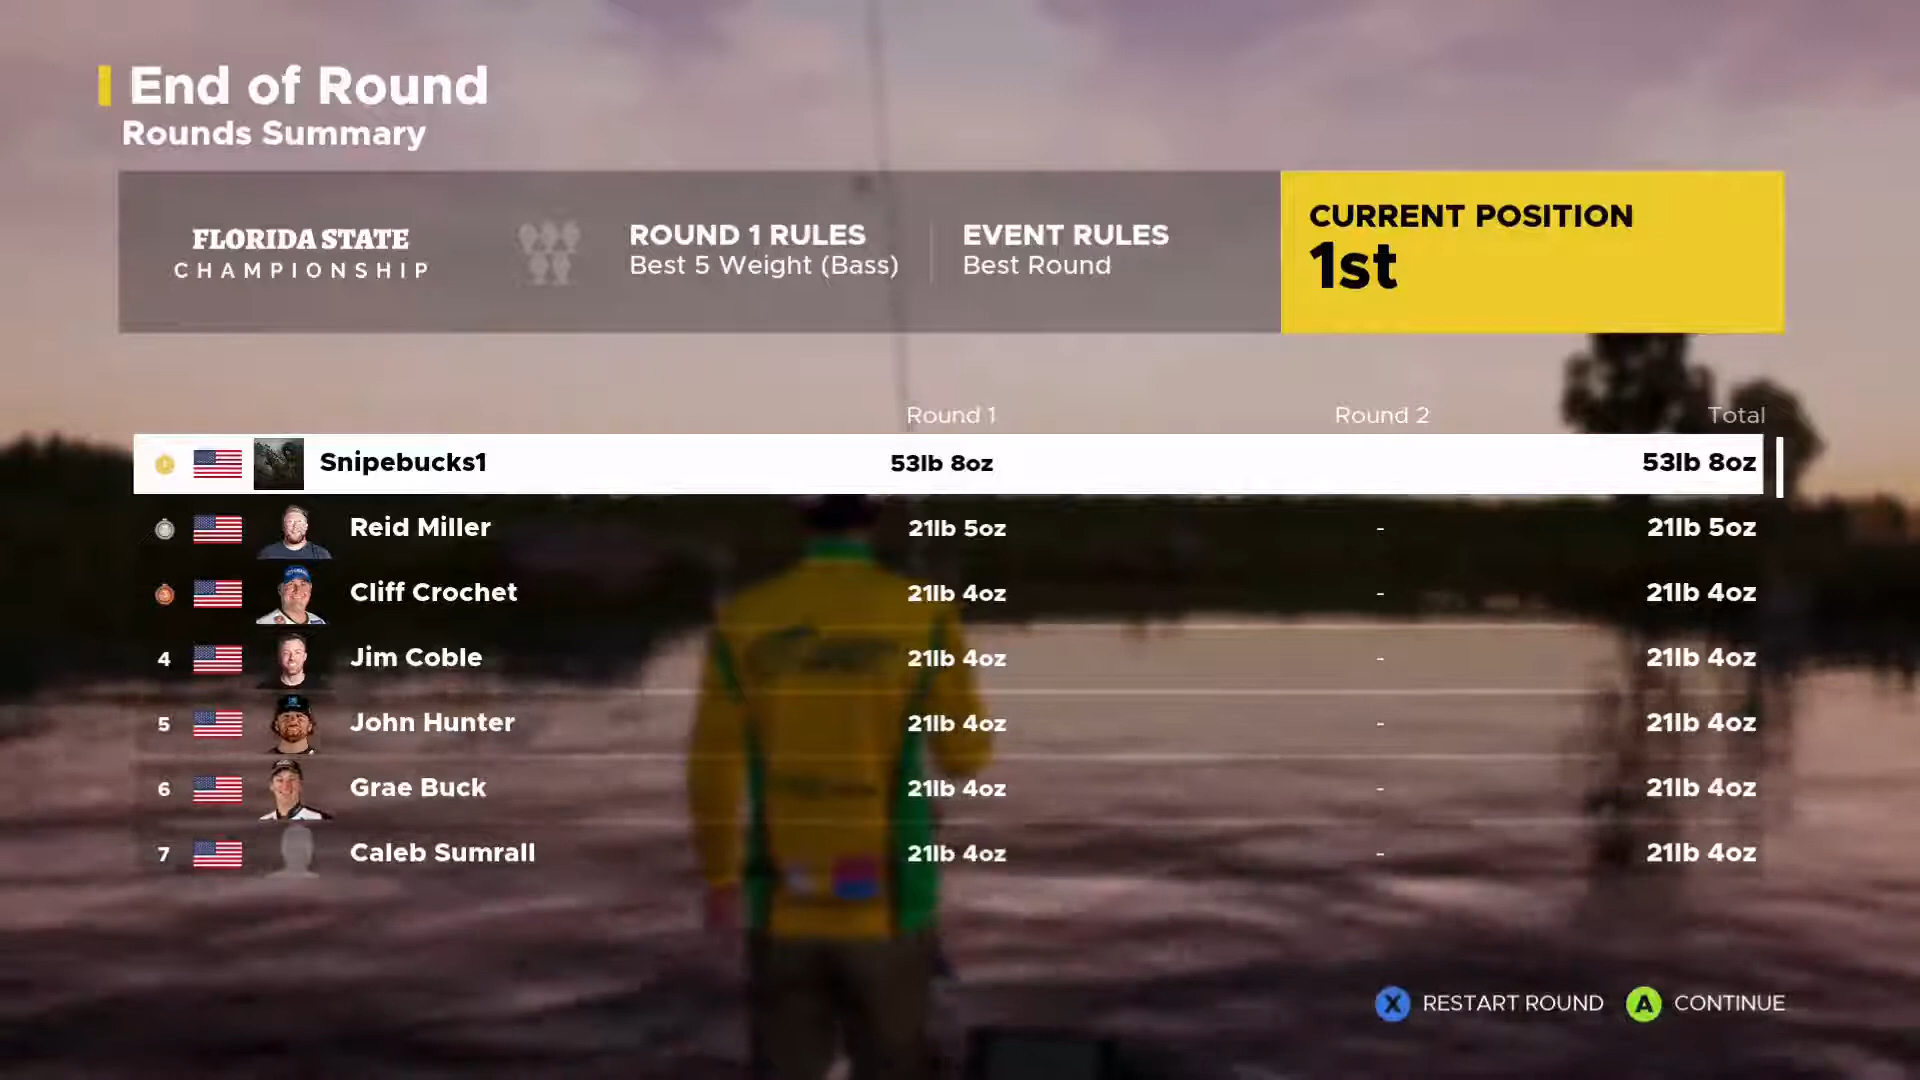 End of Round
Rounds Summary
FLORIDA STATE
CHAMPIONSHIP
ROUND 1 RULES
Best 5 Weight (Bass)
EVENT RULES
Best Round
CURRENT POSITION
1st
Round 1 Round 2 Total
Snipebucks1 53lb 8oz 53lb 8oz
Reid Miller 21lb 5oz - 21lb 5oz
3 Cliff Crochet 21lb 4oz - 21lb 4oz
4 Jim Coble 21lb 4oz - 21lb 4oz
5 John Hunter 21lb 4oz - 21lb 4oz
6 Grae Buck 21lb 4oz - 21lb 4oz
7 Caleb Sumrall 21lb 4oz - 21lb 4oz
X RESTART ROUND A CONTINUE